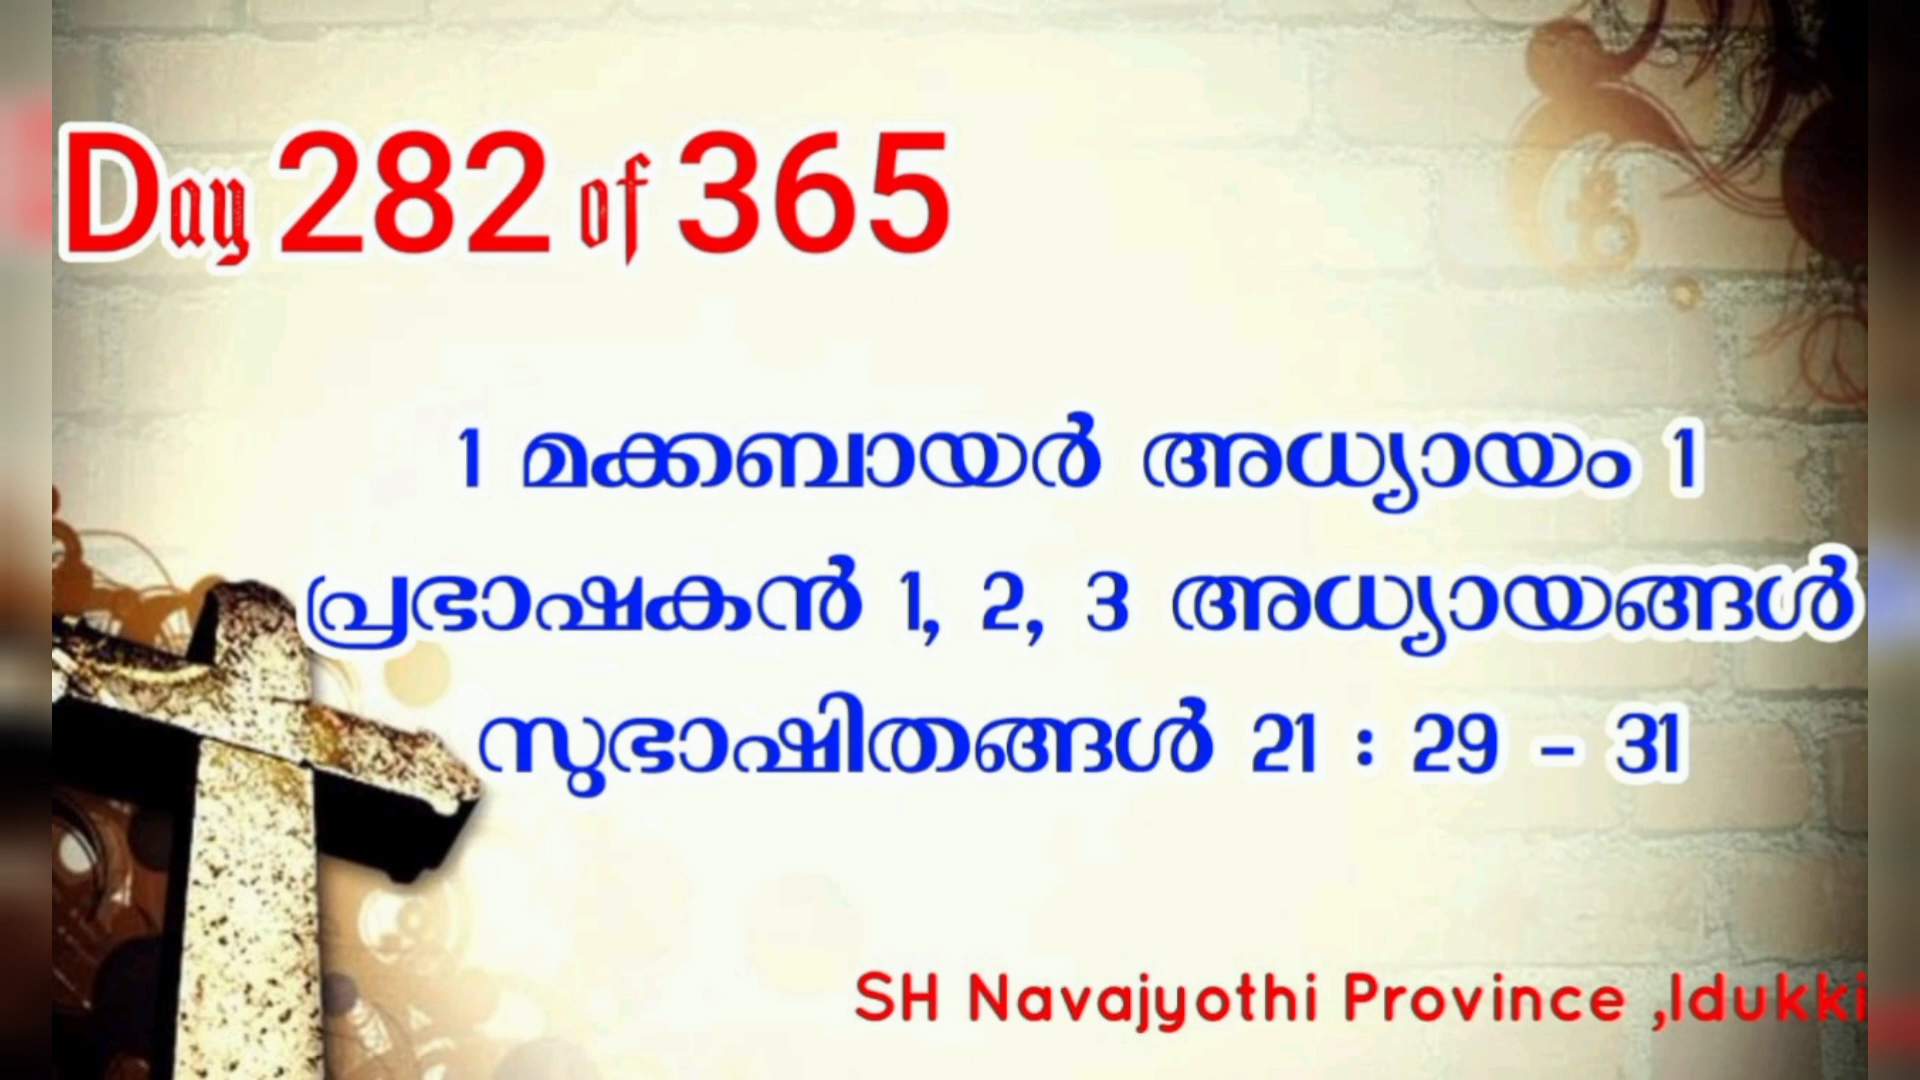 Day 282 of 365
1 മക്കബായർ അധ്യായം 1
പ്രഭാഷകൻ 1, 2, 3 അധ്യായങ്ങൾ
സുഭാഷിതങ്ങൾ 21 : 29 - 31
SH Navajyothi Province ,Idukki